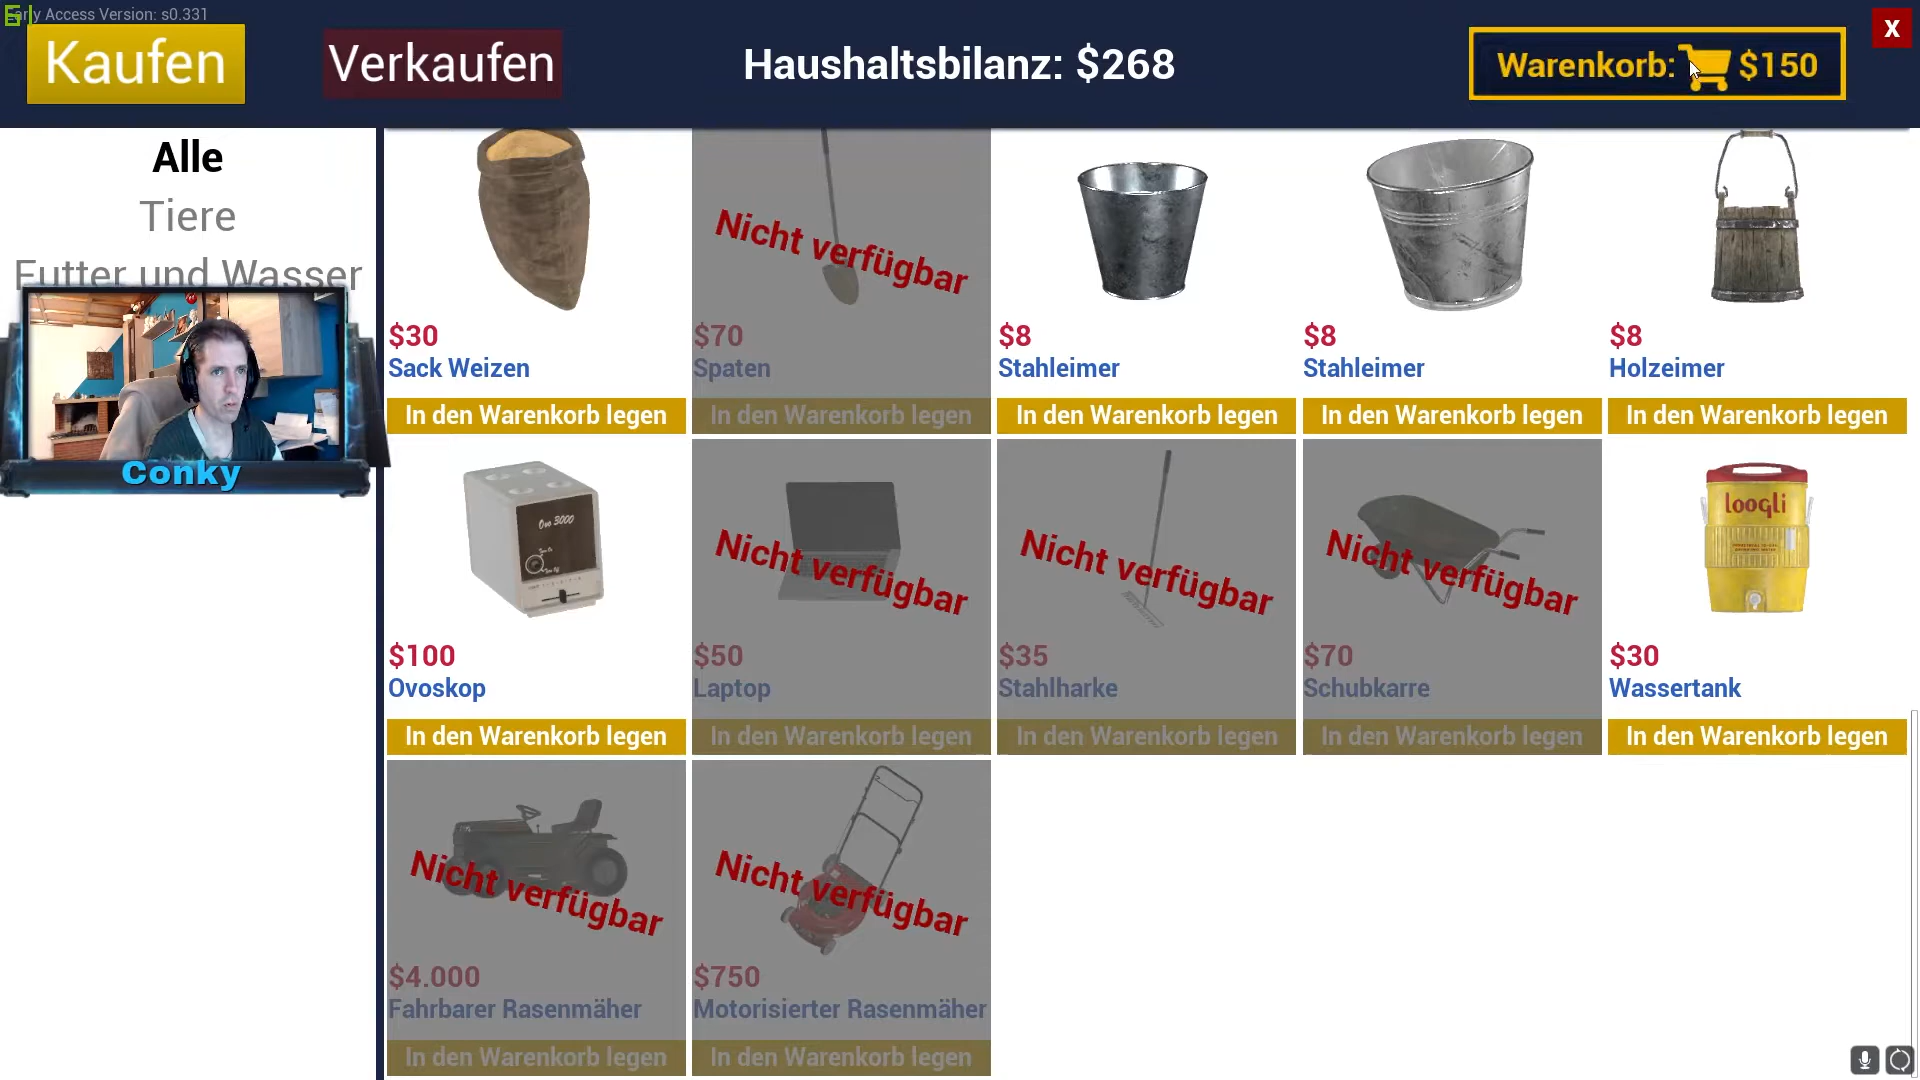 Early Access Version: s0.331
Kaufen
Verkaufen
Haushaltsbilanz: $268
Warenkorb: $150
X
Alle
Tiere
Futter und Wasser
Conky
$30
Sack Weizen
In den Warenkorb legen
Nicht verfügbar
$70
Spaten
In den Warenkorb legen
$8
Stahleimer
In den Warenkorb legen
$8
Stahleimer
In den Warenkorb legen
$8
Holzeimer
In den Warenkorb legen
Ovo 3000
$100
Ovoskop
In den Warenkorb legen
Nicht verfügbar
$50
Laptop
In den Warenkorb legen
Nicht verfügbar
$35
Stahlharke
In den Warenkorb legen
Nicht verfügbar
$70
Schubkarre
In den Warenkorb legen
loogli
$30
Wassertank
In den Warenkorb legen
Nicht verfügbar
$4.000
Fahrbarer Rasenmäher
In den Warenkorb legen
Nicht verfügbar
$750
Motorisierter Rasenmäher
In den Warenkorb legen